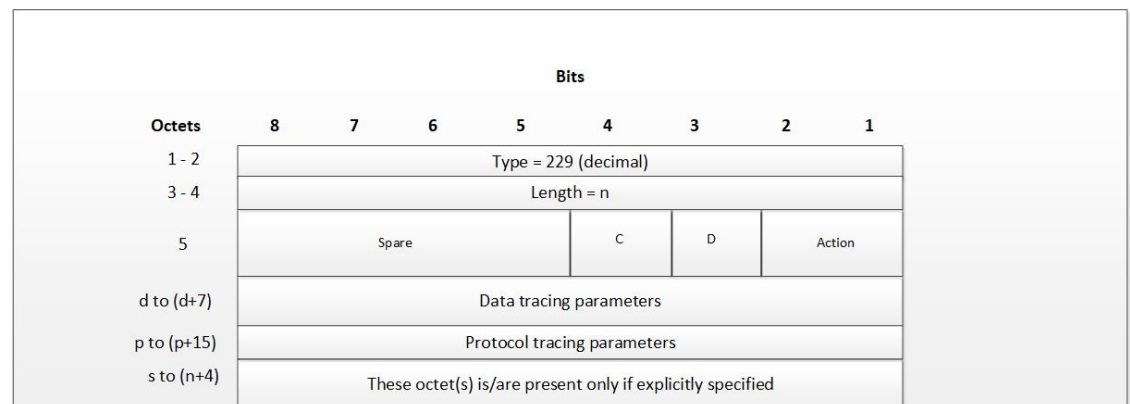 Bits
Octets 8 7 6 5 4 3 2 1
1 - 2 Type = 229 (decimal)
3 - 4 Length = n
5 Spare C D Action
d to (d+7) Data tracing parameters
p to (p+15) Protocol tracing parameters
s to (n+4) These octet(s) is/are present only if explicitly specified